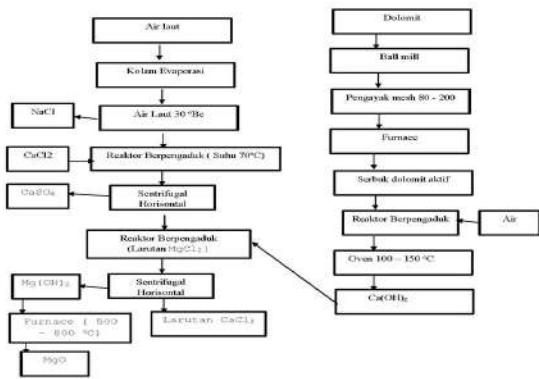 Air laut
Kolam Evaporasi
NaCl
Air Laut 30 °Be
CaCl2
Reaktor Berpengaduk ( Suhu 70°C)
CaSO₄
Sentrifugal
Horisontal
Reaktor Berpengaduk
(Larutan MgCl₂)
Mg(OH)₂
Sentrifugal
Horisontal
Furnace ( 500
- 800 °C)
Larutan CaCl₂
MgO
Dolomit
Ball mill
Pengayak mesh 80 - 200
Furnace
Serbuk dolomit aktif
Reaktor Berpengaduk
Air
Oven 100 – 150 °C
Ca(OH)₂